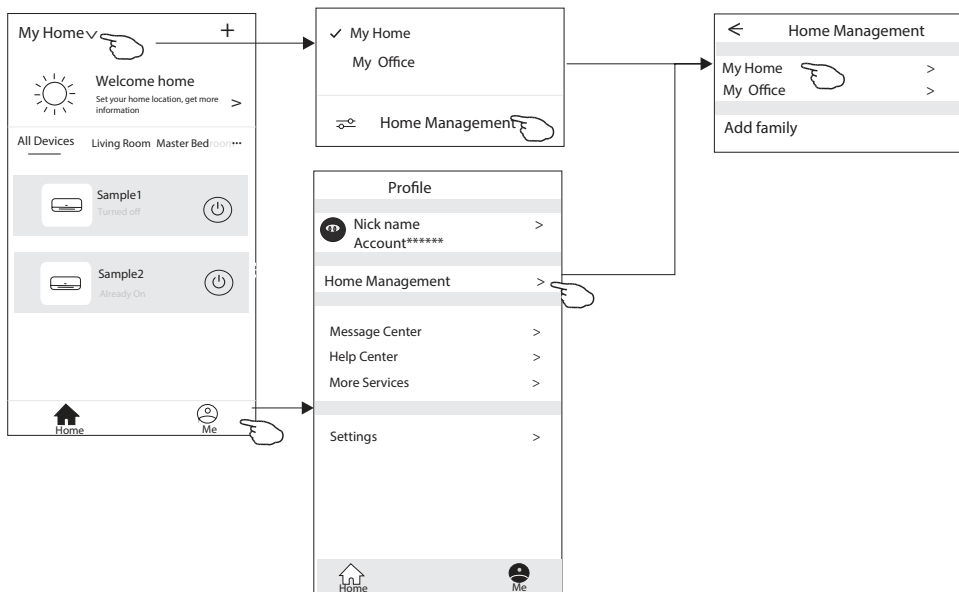 My Home
+
Welcome home
Set your home location, get more
information
>
All Devices Living Room Master Bedroom...
Sample1
Turned off
Sample2
Already On
Home Me
✓ My Home
My Office
Home Management
Profile
Nick name >
Account******
Home Management >
Message Center >
Help Center >
More Services >
Settings >
Home Me
Home Management
My Home >
My Office >
Add family